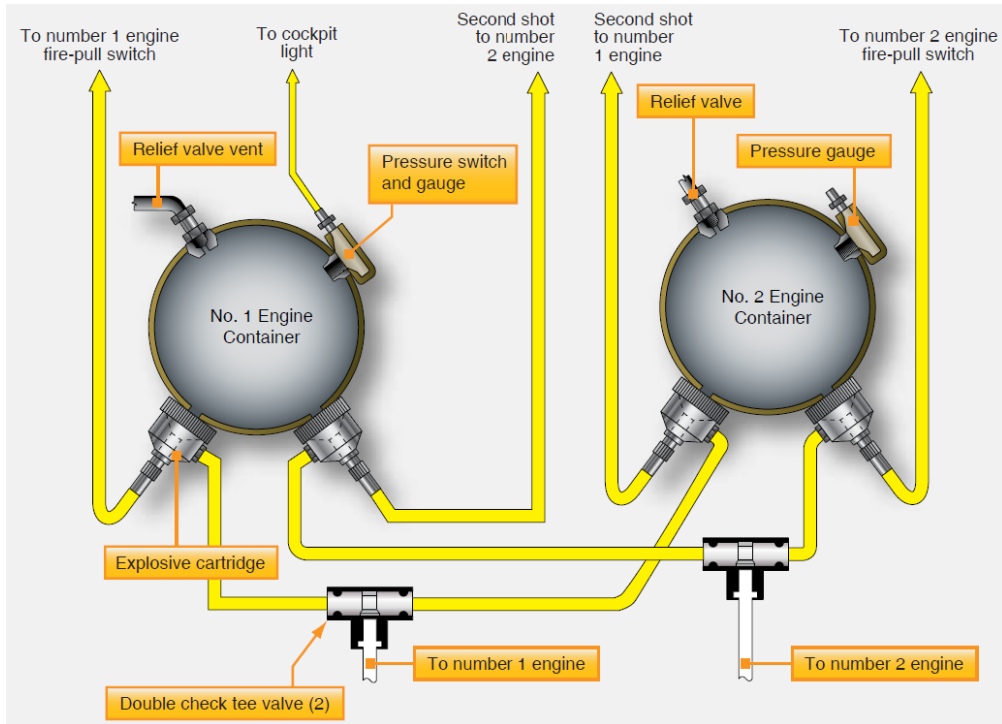 To number 1 engine
fire-pull switch
To cockpit
light
Second shot
to number
2 engine
Second shot
to number
1 engine
To number 2 engine
fire-pull switch
Relief valve vent
Pressure switch
and gauge
Relief valve
Pressure gauge
No. 1 Engine
Container
No. 2 Engine
Container
Explosive cartridge
To number 1 engine
To number 2 engine
Double check tee valve (2)